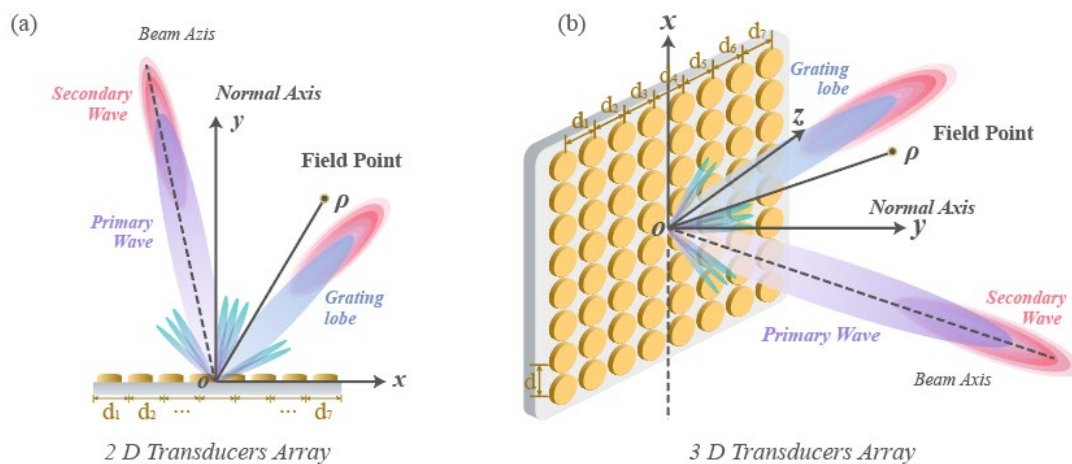 (a)
Beam Azis
Secondary
Wave
Normal Axis
y
Field Point
ρ
Primary
Wave
Grating
lobe
o
x
d1 d2 ... ... d7
2 D Transducers Array
(b)
x
d1 d2 d3 d4 d5 d6 d7
Grating
lobe
z
Field Point
ρ
Normal Axis
o
y
Primary Wave
Secondary
Wave
Beam Axis
d
3 D Transducers Array